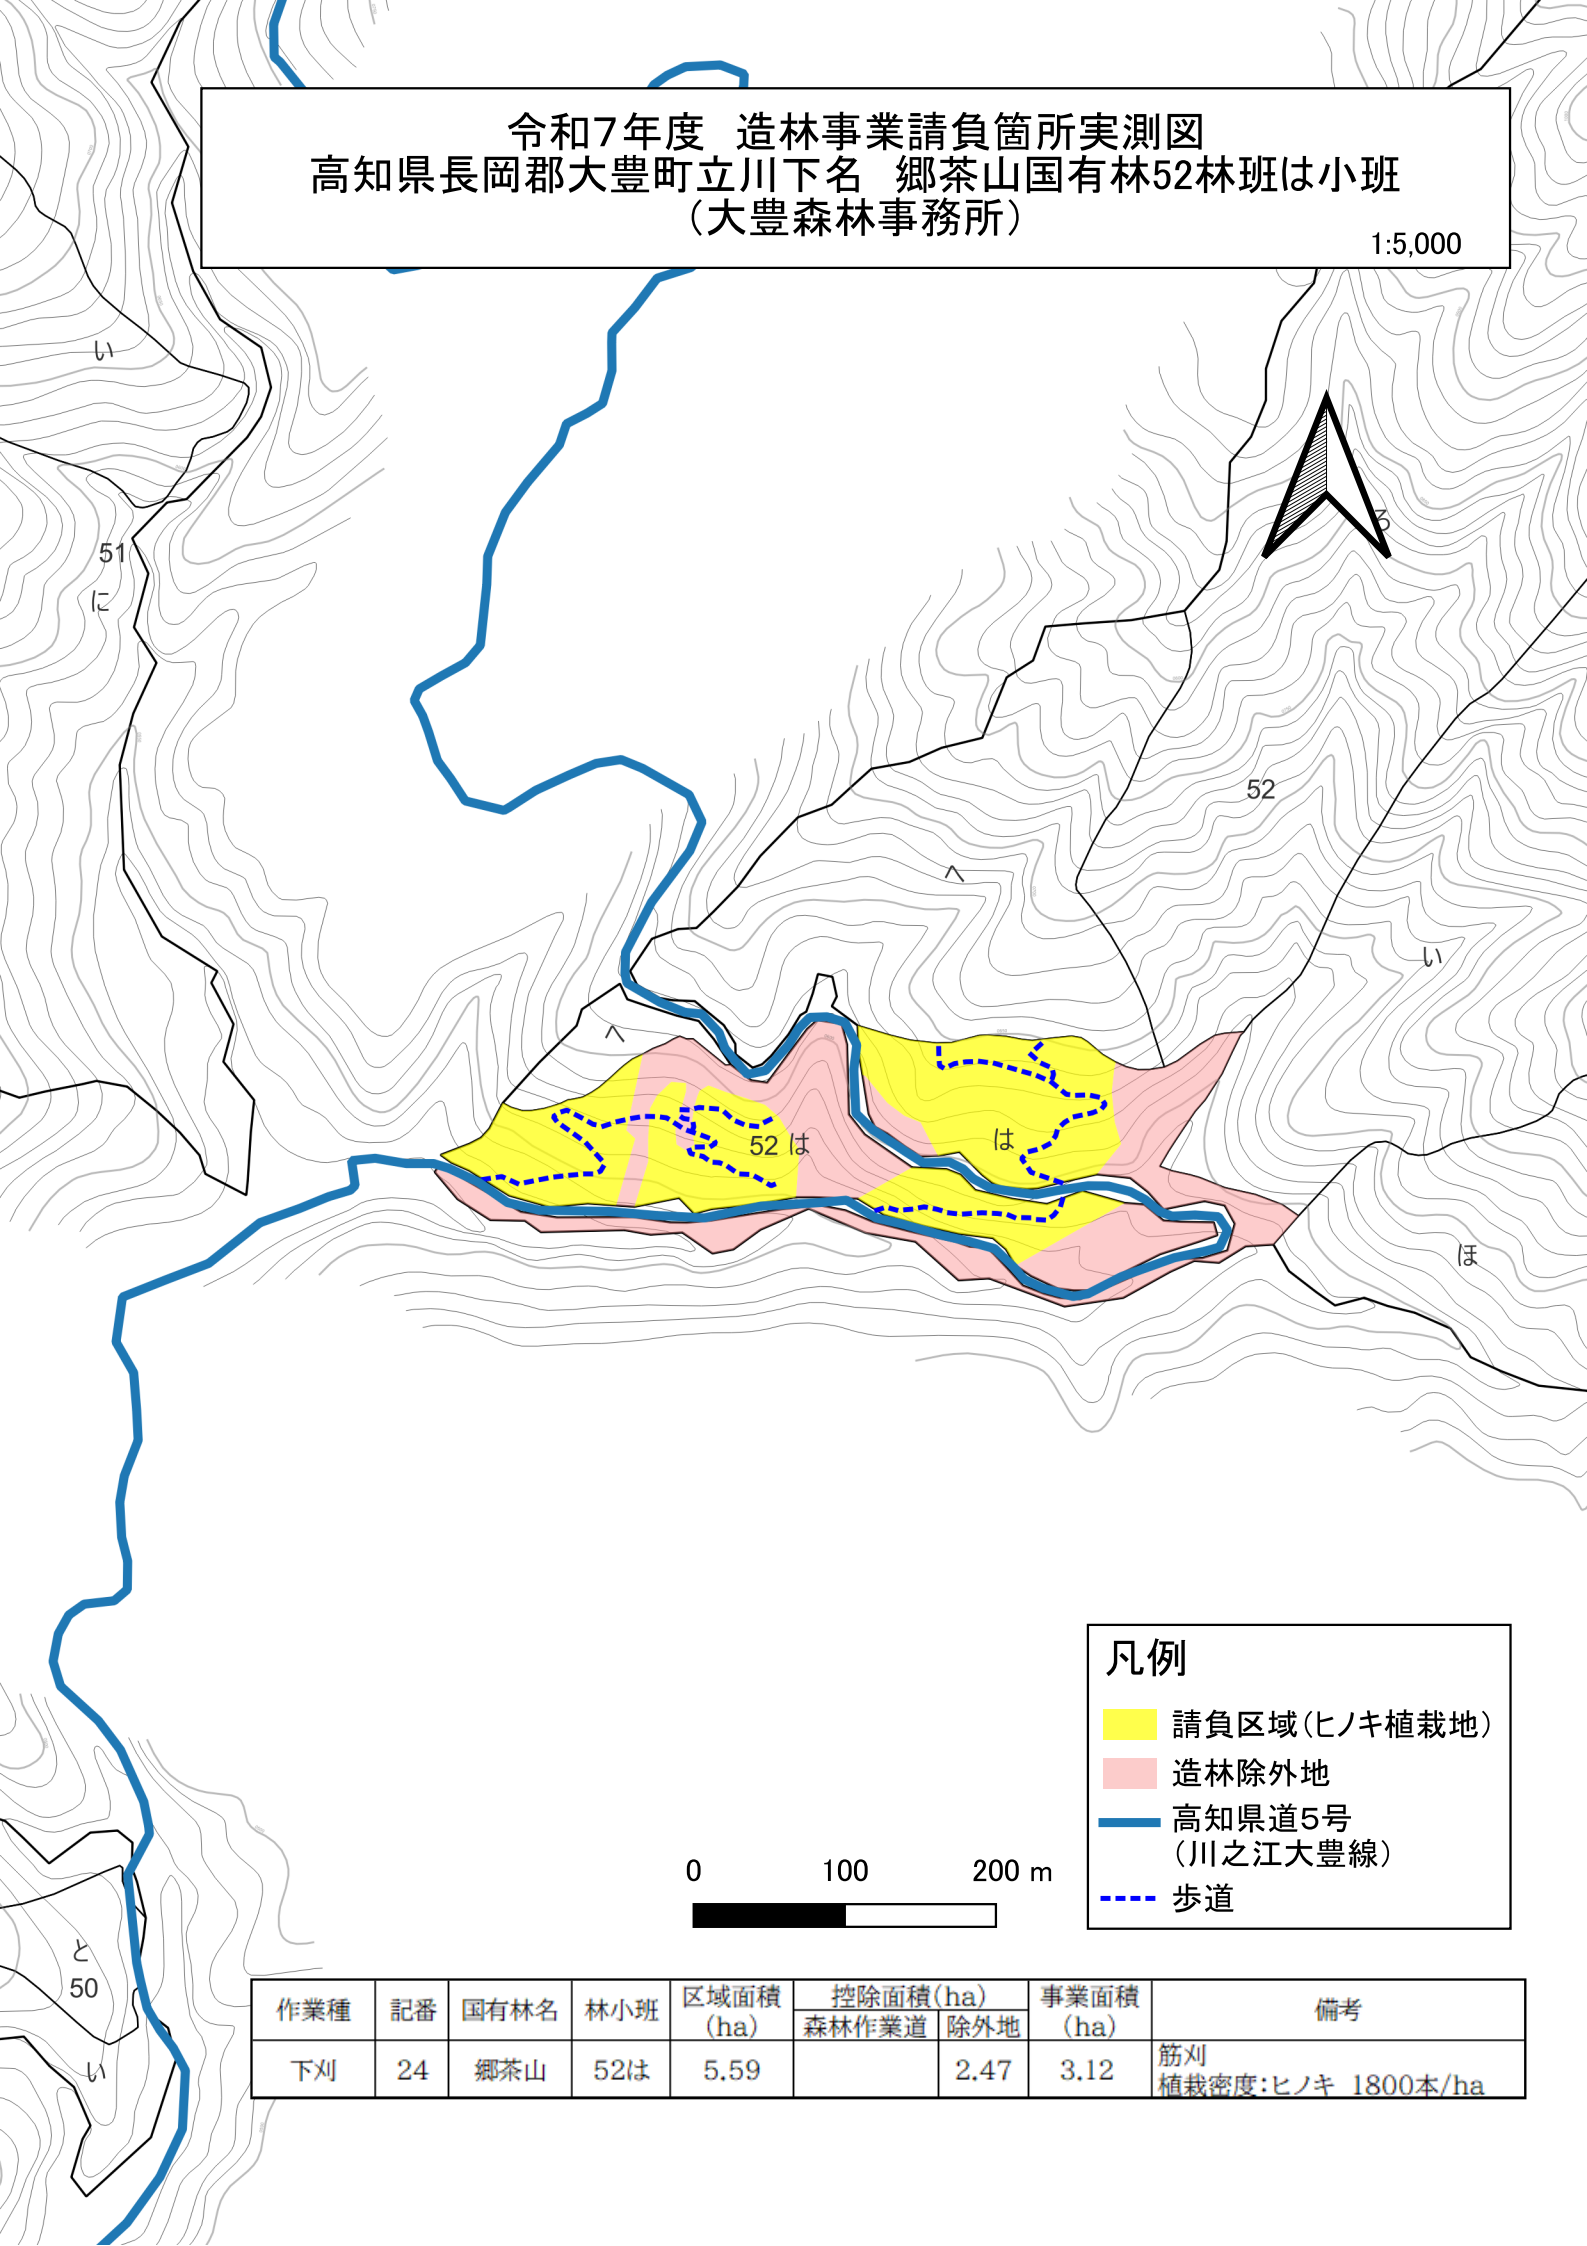 令和７年度　造林事業請負箇所実測図
高知県長岡郡大豊町立川下名　郷茶山国有林52林班は小班
（大豊森林事務所）
1:5,000
い
51
に
ろ
52
へ
い
へ
52 は
は
ほ
凡例
請負区域（ヒノキ植栽地）
造林除外地
高知県道５号
（川之江大豊線）
歩道
0 100 200 m
と
50
い
作業種 記番 国有林名 林小班 区域面積（ha） 控除面積（ha） 事業面積（ha） 備考
森林作業道 除外地
下刈 24 郷茶山 52は 5.59 2.47 3.12 筋刈
植栽密度：ヒノキ　1800本/ha